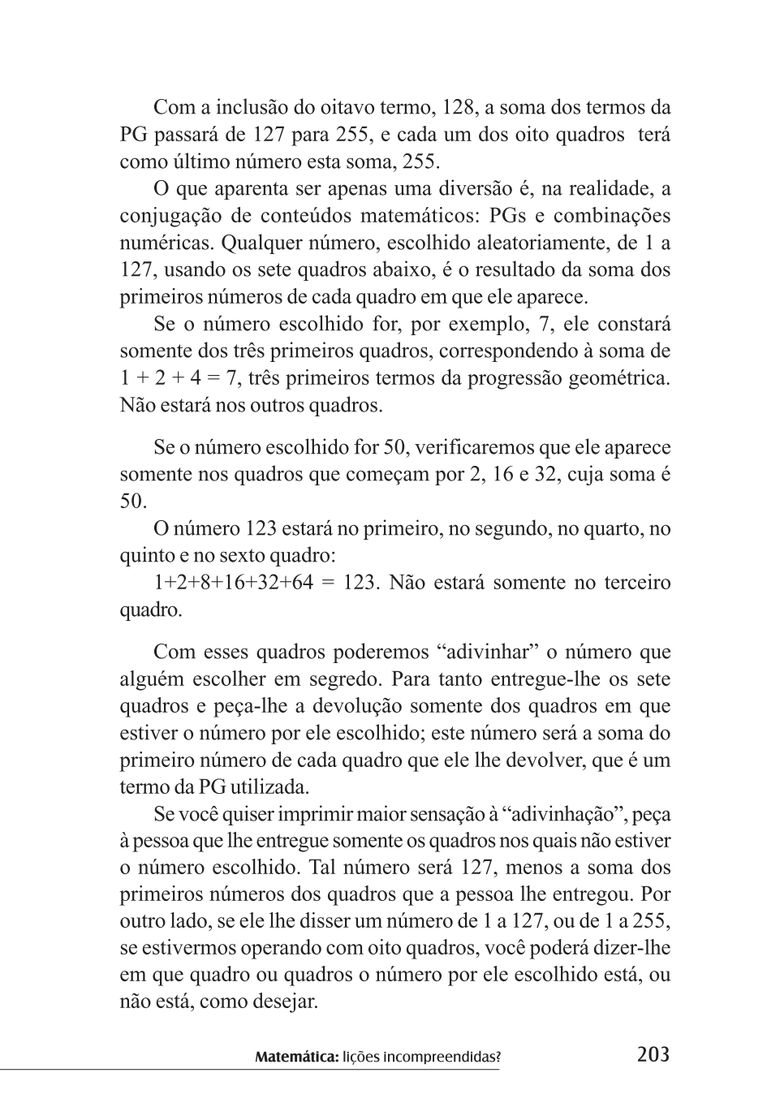 Com a inclusão do oitavo termo, 128, a soma dos termos da
PG passará de 127 para 255, e cada um dos oito quadros terá
como último número esta soma, 255.
O que aparenta ser apenas uma diversão é, na realidade, a
conjugação de conteúdos matemáticos: PGs e combinações
numéricas. Qualquer número, escolhido aleatoriamente, de 1 a
127, usando os sete quadros abaixo, é o resultado da soma dos
primeiros números de cada quadro em que ele aparece.
Se o número escolhido for, por exemplo, 7, ele constará
somente dos três primeiros quadros, correspondendo à soma de
1 + 2 + 4 = 7, três primeiros termos da progressão geométrica.
Não estará nos outros quadros.
Se o número escolhido for 50, verificaremos que ele aparece
somente nos quadros que começam por 2, 16 e 32, cuja soma é
50.
O número 123 estará no primeiro, no segundo, no quarto, no
quinto e no sexto quadro:
1+2+8+16+32+64 = 123. Não estará somente no terceiro
quadro.
Com esses quadros poderemos “adivinhar” o número que
alguém escolher em segredo. Para tanto entregue-lhe os sete
quadros e peça-lhe a devolução somente dos quadros em que
estiver o número por ele escolhido; este número será a soma do
primeiro número de cada quadro que ele lhe devolver, que é um
termo da PG utilizada.
Se você quiser imprimir maior sensação à “adivinhação”, peça
à pessoa que lhe entregue somente os quadros nos quais não estiver
o número escolhido. Tal número será 127, menos a soma dos
primeiros números dos quadros que a pessoa lhe entregou. Por
outro lado, se ele lhe disser um número de 1 a 127, ou de 1 a 255,
se estivermos operando com oito quadros, você poderá dizer-lhe
em que quadro ou quadros o número por ele escolhido está, ou
não está, como desejar.
Matemática: lições incompreendidas? 203